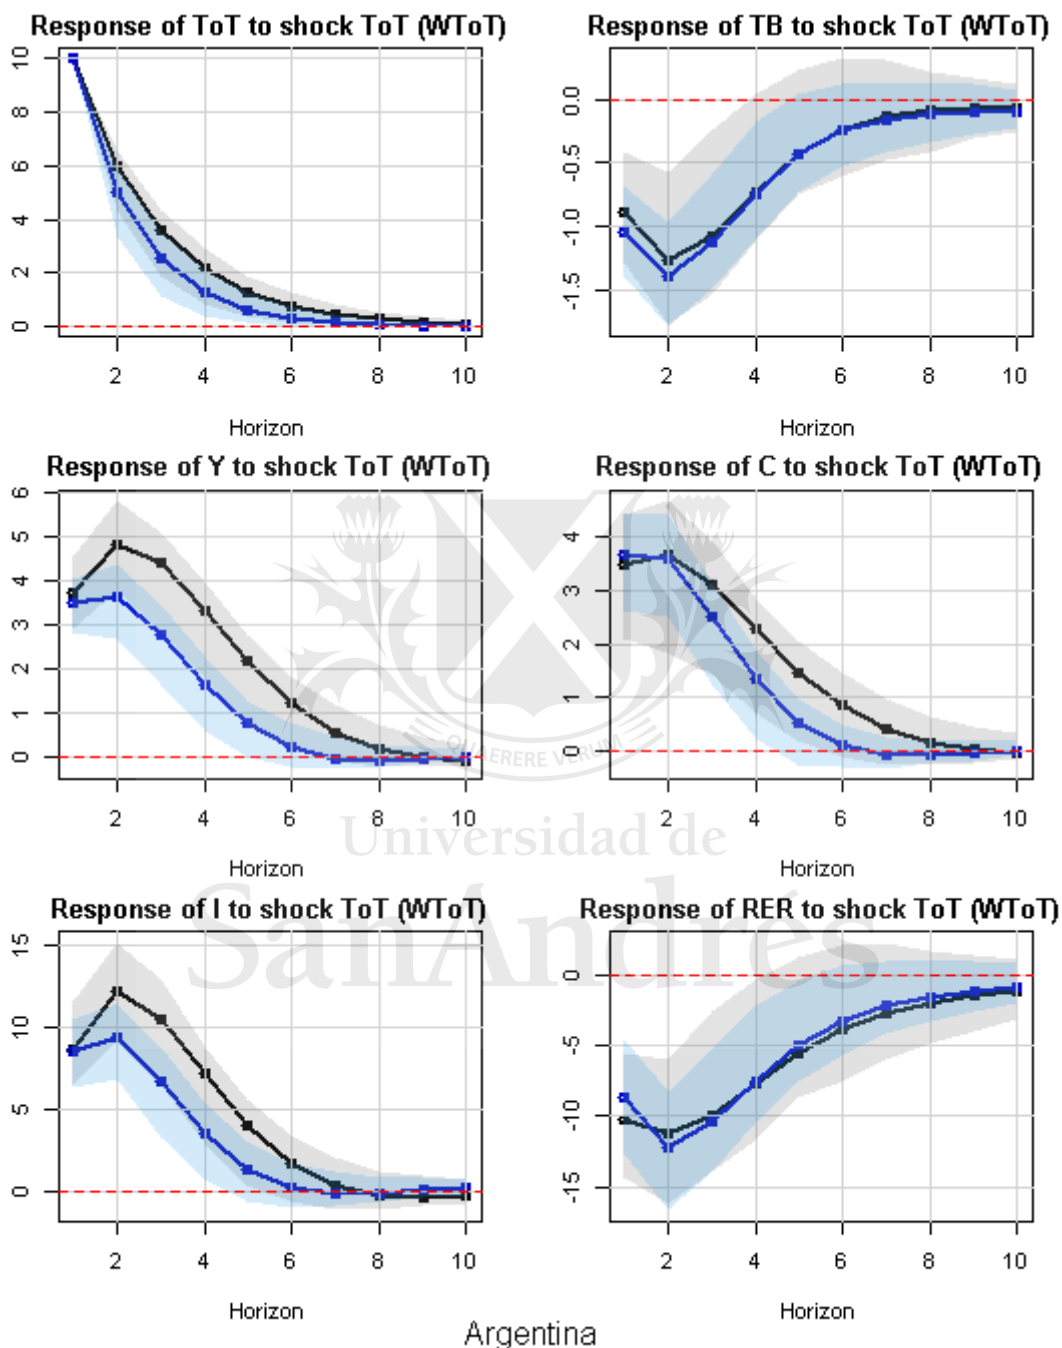 Response of ToT to shock ToT (WToT)
10
8
6
4
2
0
2 4 6 8 10
Horizon
Response of TB to shock ToT (WToT)
0.0
-0.5
-1.0
-1.5
2 4 6 8 10
Horizon
Response of Y to shock ToT (WToT)
6
5
4
3
2
1
0
2 4 6 8 10
Horizon
Response of C to shock ToT (WToT)
4
3
2
1
0
2 4 6 8 10
Horizon
QUAERERE VERUM
Universidad de
SanAndrés
Response of I to shock ToT (WToT)
15
10
5
0
2 4 6 8 10
Horizon
Response of RER to shock ToT (WToT)
0
-5
-10
-15
2 4 6 8 10
Horizon
Argentina